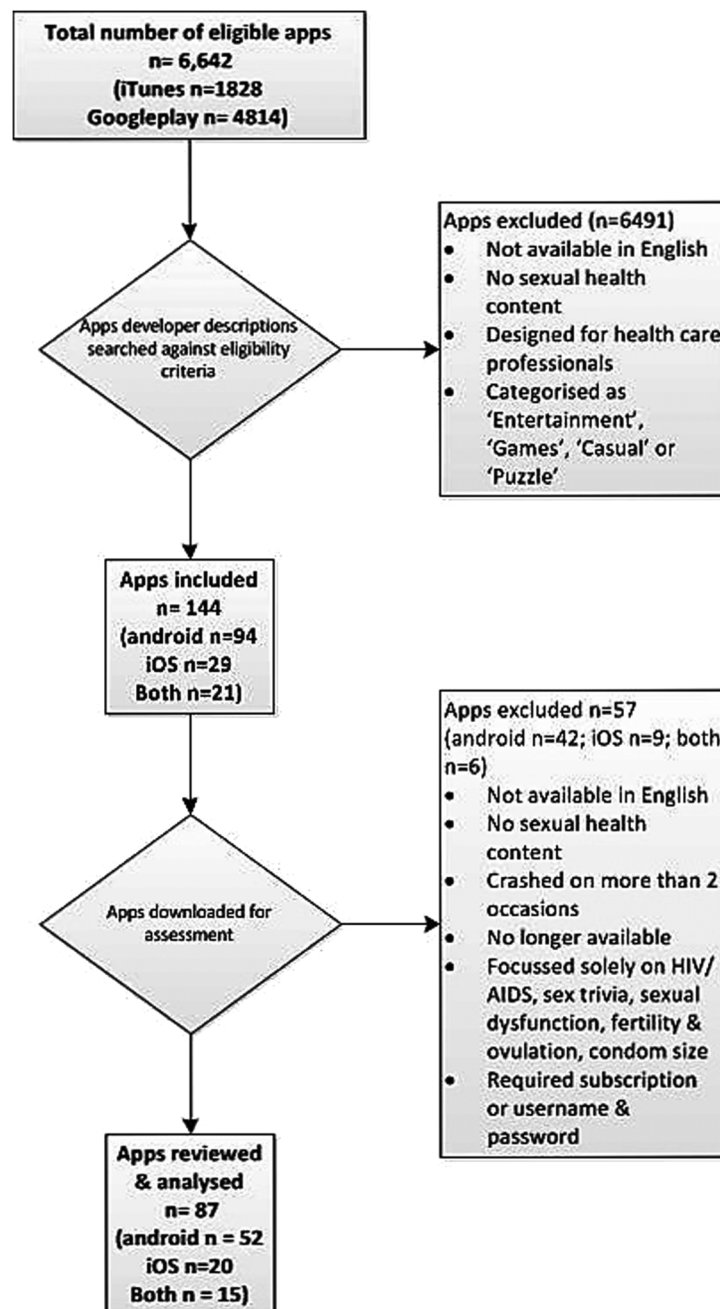 Total number of eligible apps
n= 6,642
(iTunes n=1828
Googleplay n= 4814)
Apps developer descriptions
searched against eligibility
criteria
Apps excluded (n=6491)
• Not available in English
• No sexual health
content
• Designed for health care
professionals
• Categorised as
‘Entertainment’,
‘Games’, ‘Casual’ or
‘Puzzle’
Apps included
n= 144
(android n=94
iOS n=29
Both n=21)
Apps downloaded for
assessment
Apps excluded n=57
(android n=42; iOS n=9; both
n=6)
• Not available in English
• No sexual health
content
• Crashed on more than 2
occasions
• No longer available
• Focussed solely on HIV/
AIDS, sex trivia, sexual
dysfunction, fertility &
ovulation, condom size
• Required subscription
or username &
password
Apps reviewed
& analysed
n= 87
(android n = 52
iOS n=20
Both n = 15)